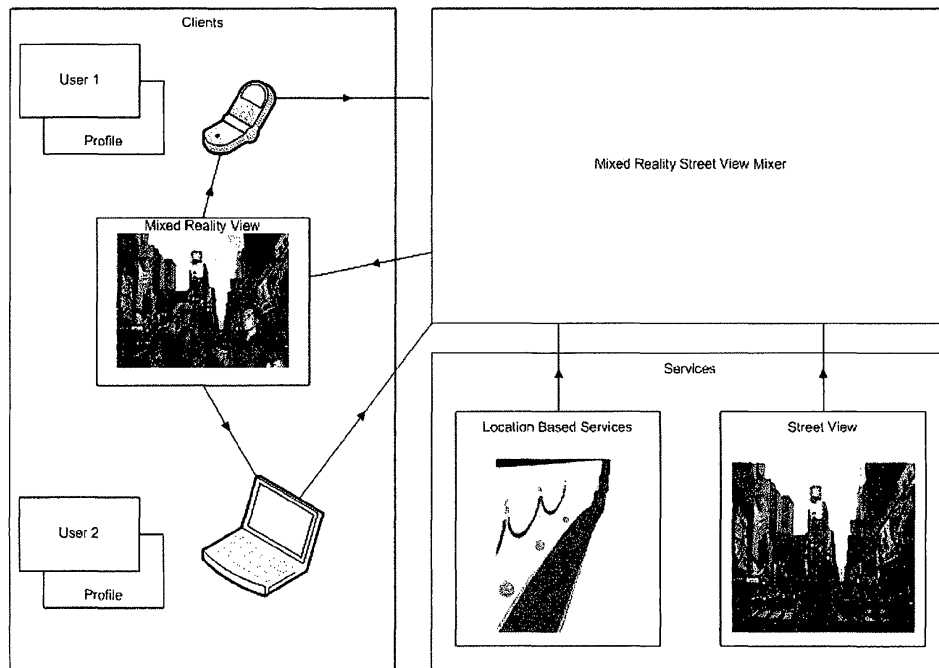 Clients
User 1
Profile
Mixed Reality View
User 2
Profile
Mixed Reality Street View Mixer
Services
Location Based Services
Street View